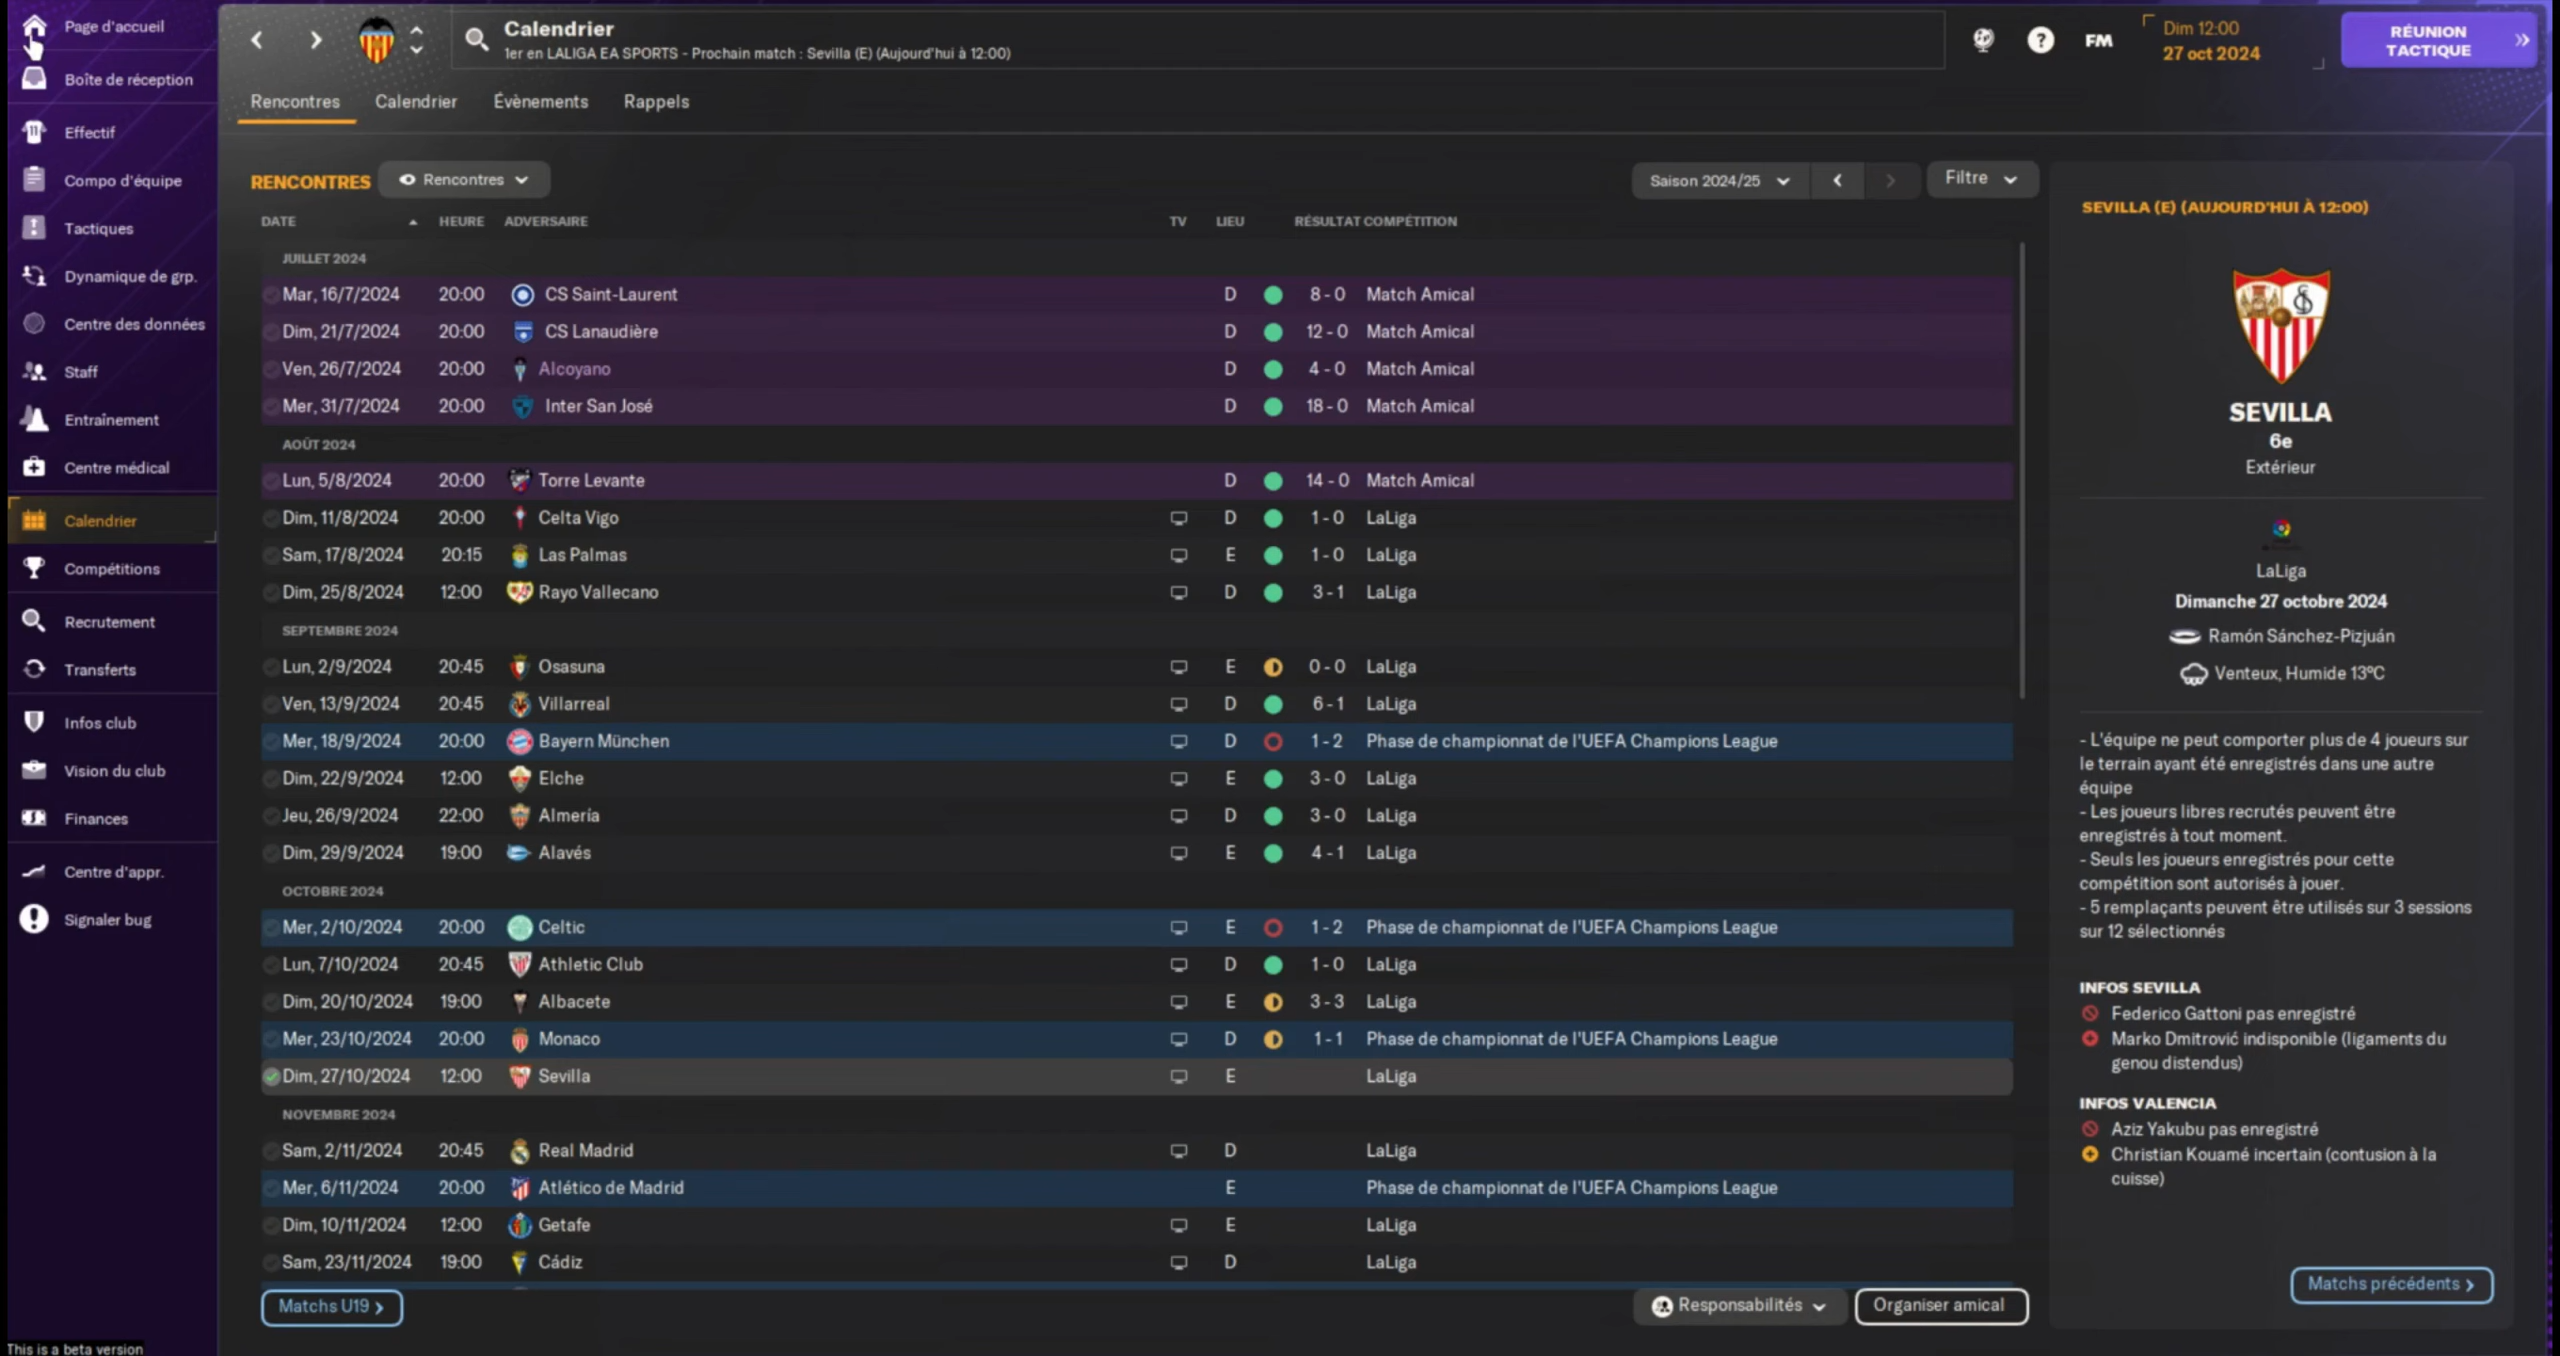 Page d'accueil
Boîte de réception
Effectif
Compo d'équipe
Tactiques
Dynamique de grp.
Centre des données
Staff
Entraînement
Centre médical
Calendrier
Compétitions
Recrutement
Transferts
Infos club
Vision du club
Finances
Centre d'appr.
Signaler bug
This is a beta version
Calendrier
1er en LALIGA EA SPORTS - Prochain match : Sevilla (E) (Aujourd'hui à 12:00)
FM
Dim 12:00
27 oct 2024
RÉUNION
TACTIQUE
Rencontres Calendrier Évènements Rappels
RENCONTRES Rencontres Saison 2024/25 Filtre
DATE HEURE ADVERSAIRE TV LIEU RÉSULTAT COMPÉTITION
JUILLET 2024
Mar, 16/7/2024 20:00 CS Saint-Laurent D 8 - 0 Match Amical
Dim, 21/7/2024 20:00 CS Lanaudière D 12 - 0 Match Amical
Ven, 26/7/2024 20:00 Alcoyano D 4 - 0 Match Amical
Mer, 31/7/2024 20:00 Inter San José D 18 - 0 Match Amical
AOÛT 2024
Lun, 5/8/2024 20:00 Torre Levante D 14 - 0 Match Amical
Dim, 11/8/2024 20:00 Celta Vigo D 1 - 0 LaLiga
Sam, 17/8/2024 20:15 Las Palmas E 1 - 0 LaLiga
Dim, 25/8/2024 12:00 Rayo Vallecano D 3 - 1 LaLiga
SEPTEMBRE 2024
Lun, 2/9/2024 20:45 Osasuna E 0 - 0 LaLiga
Ven, 13/9/2024 20:45 Villarreal D 6 - 1 LaLiga
Mer, 18/9/2024 20:00 Bayern München D 1 - 2 Phase de championnat de l'UEFA Champions League
Dim, 22/9/2024 12:00 Elche E 3 - 0 LaLiga
Jeu, 26/9/2024 22:00 Almería D 3 - 0 LaLiga
Dim, 29/9/2024 19:00 Alavés E 4 - 1 LaLiga
OCTOBRE 2024
Mer, 2/10/2024 20:00 Celtic E 1 - 2 Phase de championnat de l'UEFA Champions League
Lun, 7/10/2024 20:45 Athletic Club D 1 - 0 LaLiga
Dim, 20/10/2024 19:00 Albacete E 3 - 3 LaLiga
Mer, 23/10/2024 20:00 Monaco D 1 - 1 Phase de championnat de l'UEFA Champions League
Dim, 27/10/2024 12:00 Sevilla E LaLiga
NOVEMBRE 2024
Sam, 2/11/2024 20:45 Real Madrid D LaLiga
Mer, 6/11/2024 20:00 Atlético de Madrid E Phase de championnat de l'UEFA Champions League
Dim, 10/11/2024 12:00 Getafe E LaLiga
Sam, 23/11/2024 19:00 Cádiz D LaLiga
Matchs U19 Responsabilités Organiser amical
SEVILLA (E) (AUJOURD'HUI À 12:00)
SEVILLA
6e
Extérieur
LaLiga
Dimanche 27 octobre 2024
Ramón Sánchez-Pizjuán
Venteux, Humide 13°C
- L'équipe ne peut comporter plus de 4 joueurs sur
le terrain ayant été enregistrés dans une autre
équipe
- Les joueurs libres recrutés peuvent être
enregistrés à tout moment.
- Seuls les joueurs enregistrés pour cette
compétition sont autorisés à jouer.
- 5 remplaçants peuvent être utilisés sur 3 sessions
sur 12 sélectionnés
INFOS SEVILLA
Federico Gattoni pas enregistré
Marko Dmitrović indisponible (ligaments du
genou distendus)
INFOS VALENCIA
Aziz Yakubu pas enregistré
Christian Kouamé incertain (contusion à la
cuisse)
Matchs précédents